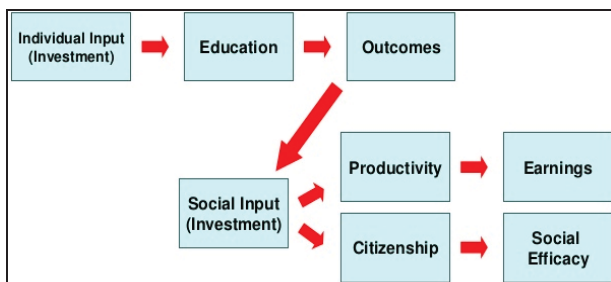 Individual Input
(Investment)
Education
Outcomes
Social Input
(Investment)
Productivity
Earnings
Citizenship
Social
Efficacy